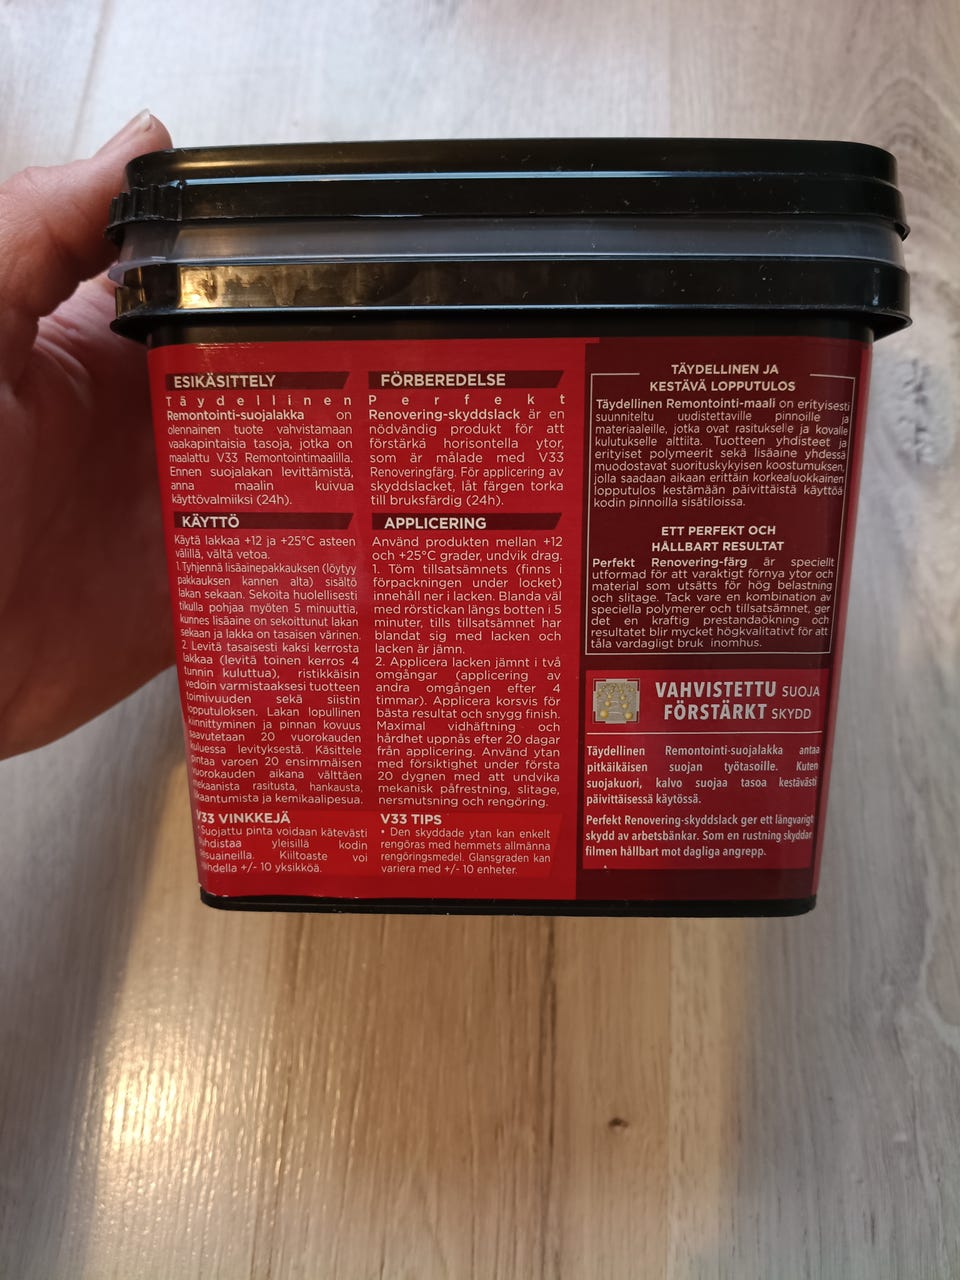 ESIKÄSITTELY
Täydellinen
Remontointi-suojalakka on
olennainen tuote vahvistamaan
vaakapintaisia tasoja, jotka on
maalattu V33 Remontointimaalilla.
Ennen suojalakan levittämistä,
anna maalin kuivua
käyttövalmiiksi (24h).
KÄYTTÖ
Käytä lakkaa +12 ja +25°C asteen
välillä, vältä vetoa.
1.Tyhjennä lisäainepakkauksen (löytyy
pakkauksen kannen alta) sisältö
lakan sekaan. Sekoita huolellisesti
tikulla pohjaa myöten 5 minuuttia,
kunnes lisäaine on sekoittunut lakan
sekaan ja lakka on tasaisen värinen.
2. Levitä tasaisesti kaksi kerrosta
lakkaa (levitä toinen kerros 4
tunnin kuluttua), ristikkäisin
vedoin varmistaaksesi tuotteen
toimivuuden sekä siistin
lopputuloksen. Lakan lopullinen
kiinnittyminen ja pinnan kovuus
saavutetaan 20 vuorokauden
kuluessa levityksestä. Käsittele
pintaa varoen 20 ensimmäisen
vuorokauden aikana välttäen
mekaanista rasitusta, hankausta,
likaantumista ja kemikaalipesua.
V33 VINKKEJÄ
• Suojattu pinta voidaan kätevästi
puhdistaa yleisillä kodin
pesuaineilla. Kiiltoaste voi
vaihdella +/- 10 yksikköä.
FÖRBEREDELSE
Perfekt
Renovering-skyddslack är en
nödvändig produkt för att
förstärká horisontella ytor,
som är målade med V33
Renoveringfärg. För applicering av
skyddslacket, låt färgen torka
till bruksfärdig (24h).
APPLICERING
Använd produkten mellan +12
och +25°C grader, undvik drag.
1. Töm tillsatsämnets (finns i
förpackningen under locket)
innehåll ner i lacken. Blanda väl
med rörstickan längs botten i 5
minuter, tills tillsatsämnet har
blandat sig med lacken och
lacken är jämn.
2. Applicera lacken jämnt i två
omgångar (applicering av
andra omgången efter 4
timmar). Applicera korsvis för
bästa resultat och snygg finish.
Maximal vidhäftning och
hårdhet uppnås efter 20 dagar
från applicering. Använd ytan
med försiktighet under första
20 dygnen med att undvika
mekanisk påfrestning, slitage,
nersmutsning och rengöring.
V33 TIPS
• Den skyddade ytan kan enkelt
rengöras med hemmets allmänna
rengöringsmedel. Glansgraden kan
variera med +/- 10 enheter.
TÄYDELLINEN JA
KESTÄVÄ LOPPUTULOS
Täydellinen Remontointi-maali on erityisesti
suunniteltu uudistettaville pinnoille ja
materiaaleille, jotka ovat rasitukselle ja kovalle
kulutukselle alttiita. Tuotteen yhdisteet ja
erityiset polymeerit sekä lisäaine yhdessä
muodostavat suorituskykyisen koostumuksen,
jolla saadaan aikaan erittäin korkealuokkainen
lopputulos kestämään päivittäistä käyttöä
kodin pinnoilla sisätiloissa.
ETT PERFEKT OCH
HÅLLBART RESULTAT
Perfekt Renovering-färg är speciellt
utformad för att varaktigt förnya ytor och
material som utsätts för hög belastning
och slitage. Tack vare en kombination av
speciella polymerer och tillsatsämnet, ger
det en kraftig prestandaökning och
resultatet blir mycket högkvalitativt för att
tåla vardagligt bruk inomhus.
VAHVISTETTU SUOJA
FÖRSTÄRKT SKYDD
Täydellinen Remontointi-suojalakka antaa
pitkäikäisen suojan työtasoille. Kuten
suojakuori, kalvo suojaa tasoa kestävästi
päivittäisessä käytössä.
Perfekt Renovering-skyddslack ger ett långvarigt
skydd av arbetsbänkar. Som en rustning skyddar
filmen hållbart mot dagliga angrepp.